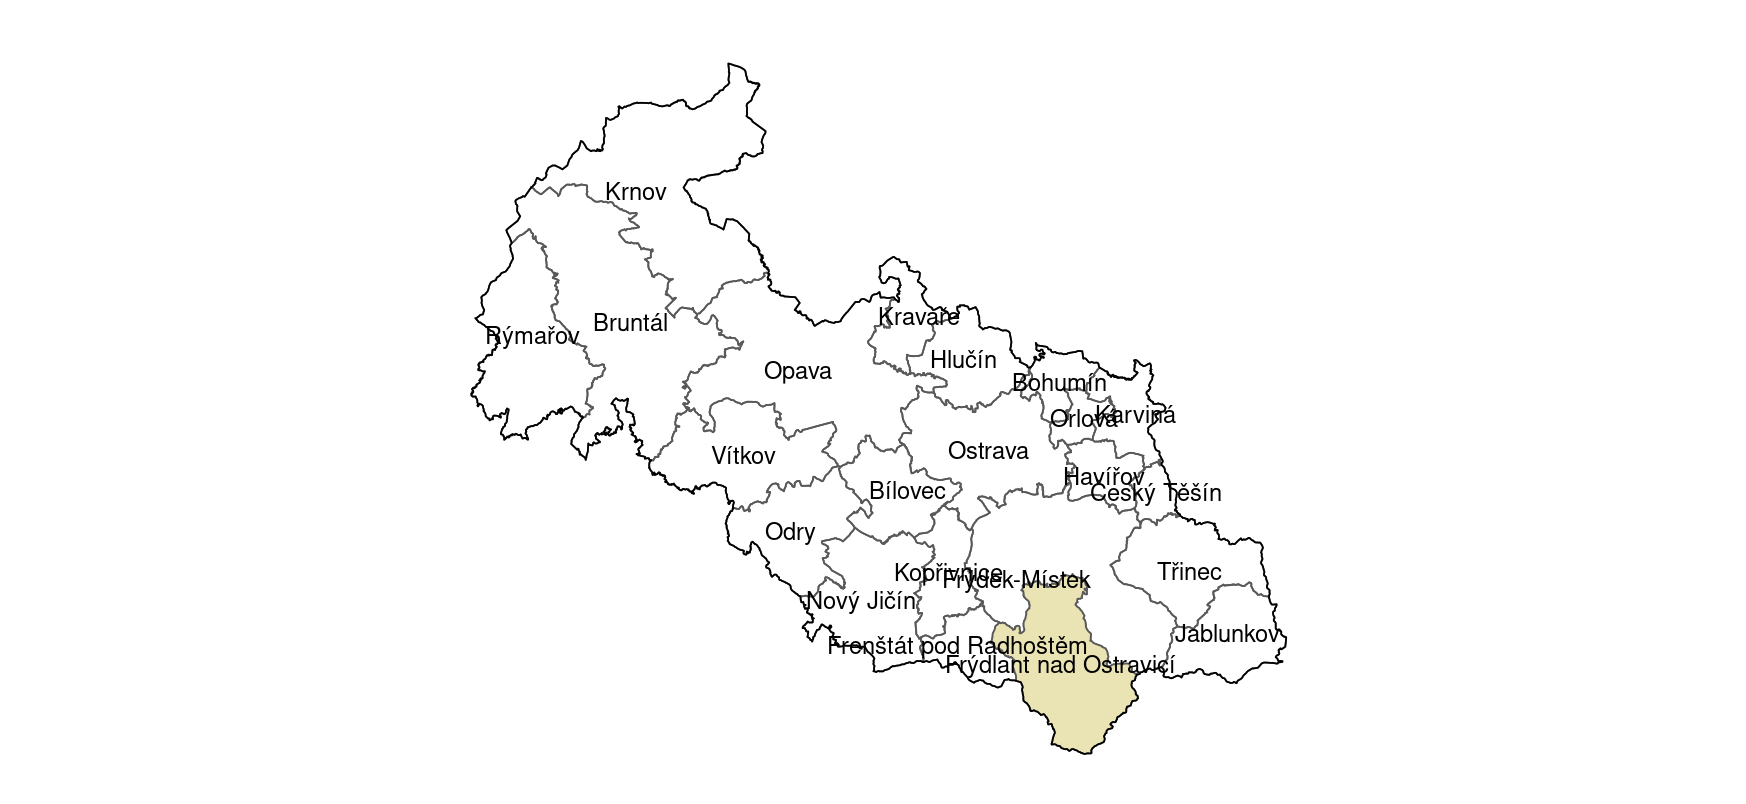 Krnov
Kravaře
Bruntál
Rýmařov
Hlučín
Opava
Bohumín
Karviná
Orlová
Ostrava
Vítkov
Havířov
Bílovec
Český Těšín
Odry
Třinec
Kopřivnice
Frýdek-Místek
Nový Jičín
Jablunkov
Frenštát pod Radhoštěm
Frýdlant nad Ostravicí